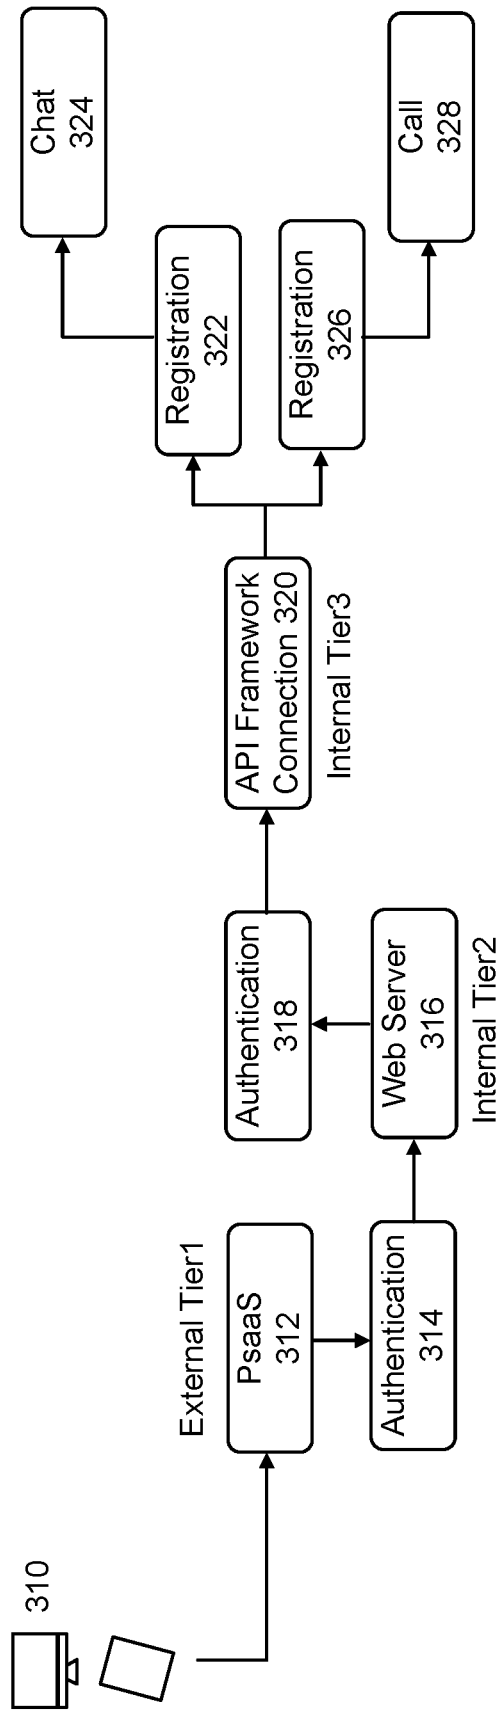 310
External Tier1
PsaaS
312
Authentication
314
Web Server
316
Internal Tier2
Authentication
318
API Framework
Connection 320
Internal Tier3
Registration
322
Chat
324
Registration
326
Call
328